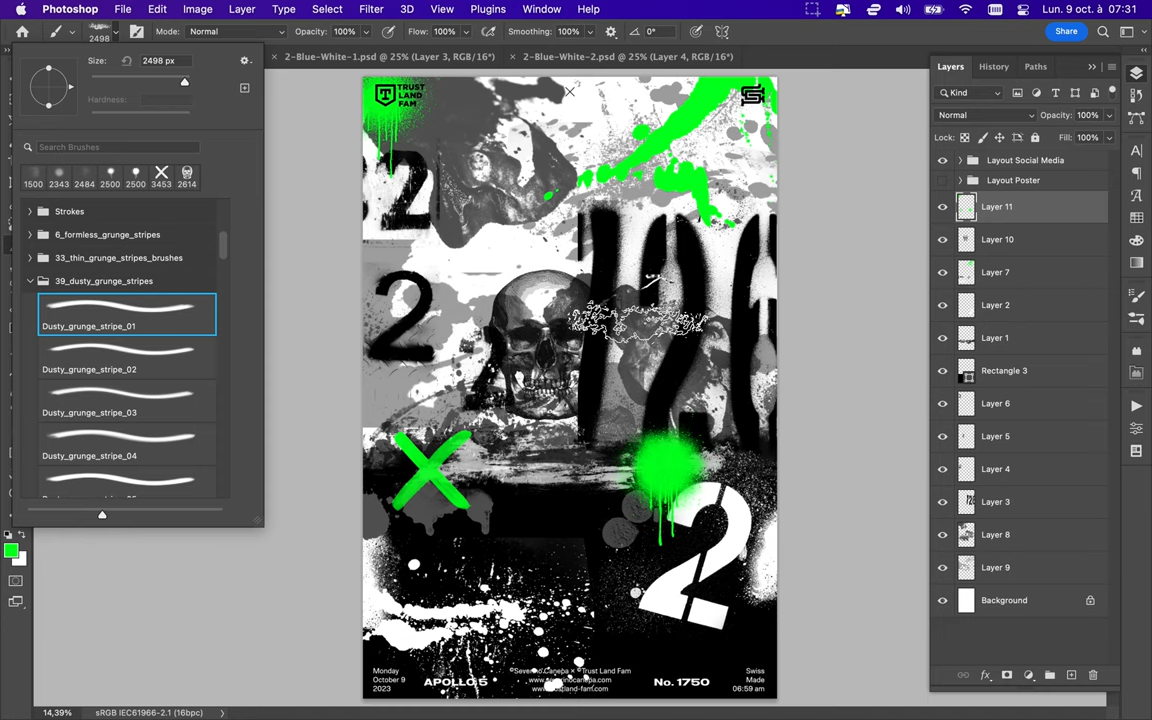 Photoshop File Edit Image Layer Type Select Filter 3D View Plugins Window Help Lun. 9 oct. à 07:31
2498 Mode: Normal Opacity: 100% Flow: 100% Smoothing: 100% 0° Share
2-Blue-White-1.psd @ 25% (Layer 3, RGB/16*) 2-Blue-White-2.psd @ 25% (Layer 4, RGB/16*)
Size: 2498 px
Hardness:
Search Brushes
1500 2343 2484 2500 2500 3453 2614
Strokes
6_formless_grunge_stripes
33_thin_grunge_stripes_brushes
39_dusty_grunge_stripes
Dusty_grunge_stripe_01
Dusty_grunge_stripe_02
Dusty_grunge_stripe_03
Dusty_grunge_stripe_04
TRUST
LAND
FAM
2
2
2
Monday
October 9
2023
APOLLO 5
Severino Canepa × Trust Land Fam
No. 1750
Swiss
Made
06:59 am
Layers History Paths
Kind
Normal Opacity: 100%
Lock: Fill: 100%
Layout Social Media
Layout Poster
Layer 11
Layer 10
Layer 7
Layer 2
Layer 1
Rectangle 3
Layer 6
Layer 5
Layer 4
Layer 3
Layer 8
Layer 9
Background
fx
14,39% sRGB IEC61966-2.1 (16bpc)